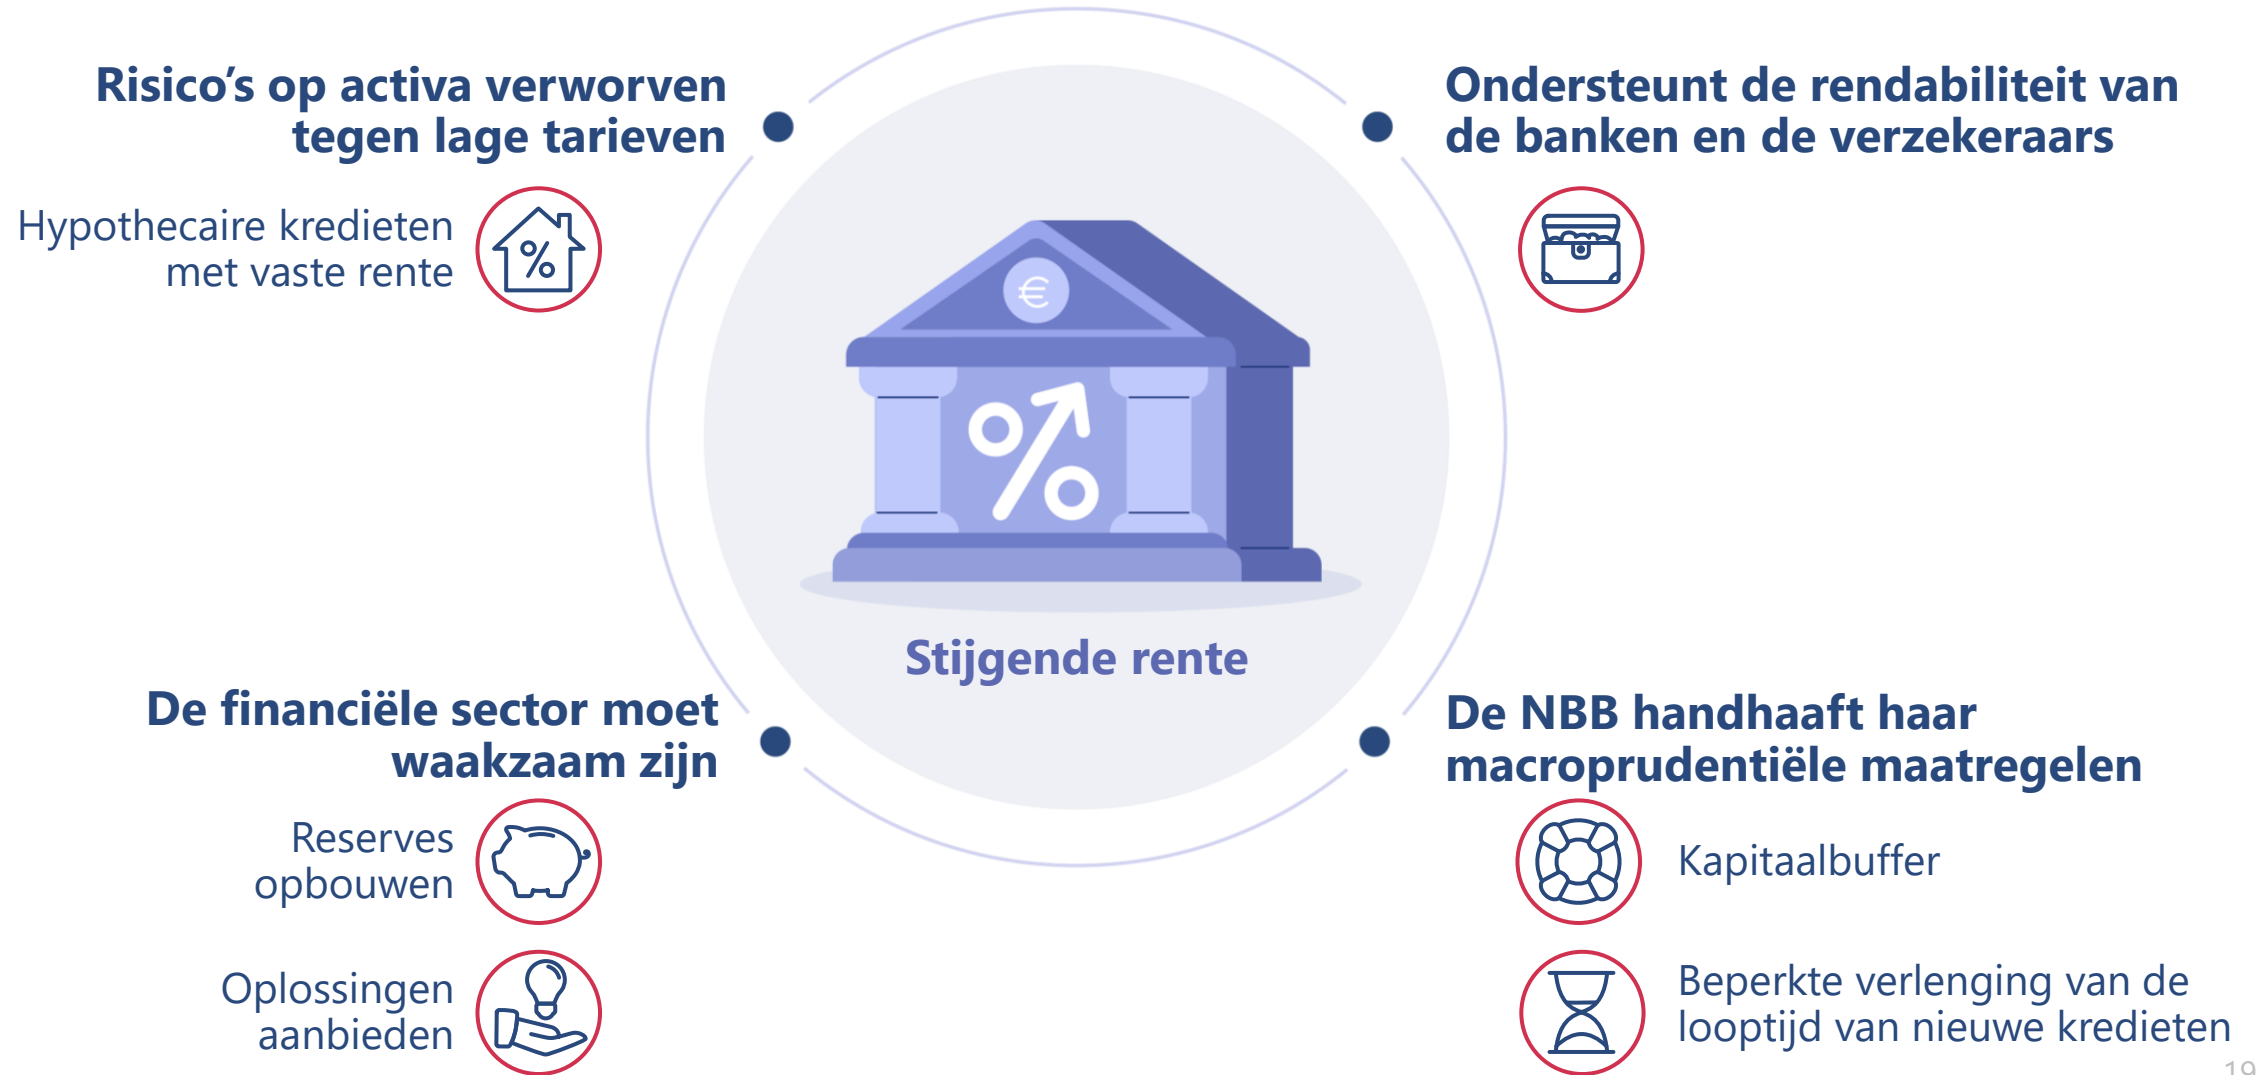 Risico’s op activa verworven
tegen lage tarieven
Hypothecaire kredieten
met vaste rente
%
Ondersteunt de rendabiliteit van
de banken en de verzekeraars
€
%
Stijgende rente
De financiële sector moet
waakzaam zijn
Reserves
opbouwen
Oplossingen
aanbieden
De NBB handhaaft haar
macroprudentiële maatregelen
Kapitaalbuffer
Beperkte verlenging van de
looptijd van nieuwe kredieten
19